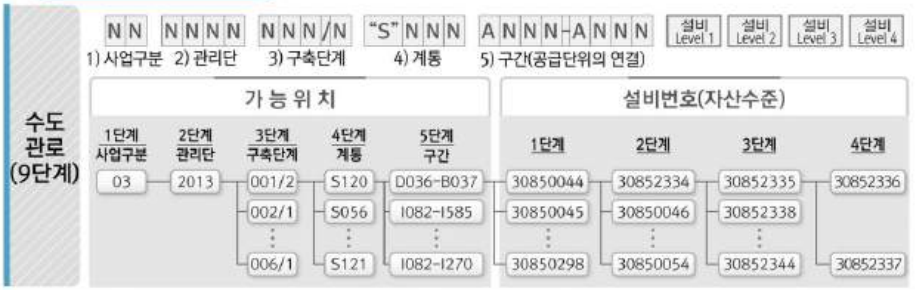 N N N N N N N N N / N "S" N N N A N N N - A N N N 설비 Level 1 설비 Level 2 설비 Level 3 설비 Level 4
1) 사업구분 2) 관리단 3) 구축단계 4) 계통 5) 구간(공급단위의 연결)
수도 관로 (9단계)
가 능 위 치 설비번호(자산수준)
1단계 사업구분 2단계 관리단 3단계 구축단계 4단계 계통 5단계 구간 1단계 2단계 3단계 4단계
03 2013 001/2 S120 D036-B037 30850044 30852334 30852335 30852336
002/1 S056 I082-I585 30850045 30850046 30852338
⋮ ⋮ ⋮ ⋮ ⋮ ⋮
006/1 S121 I082-I270 30850298 30850054 30852344 30852337